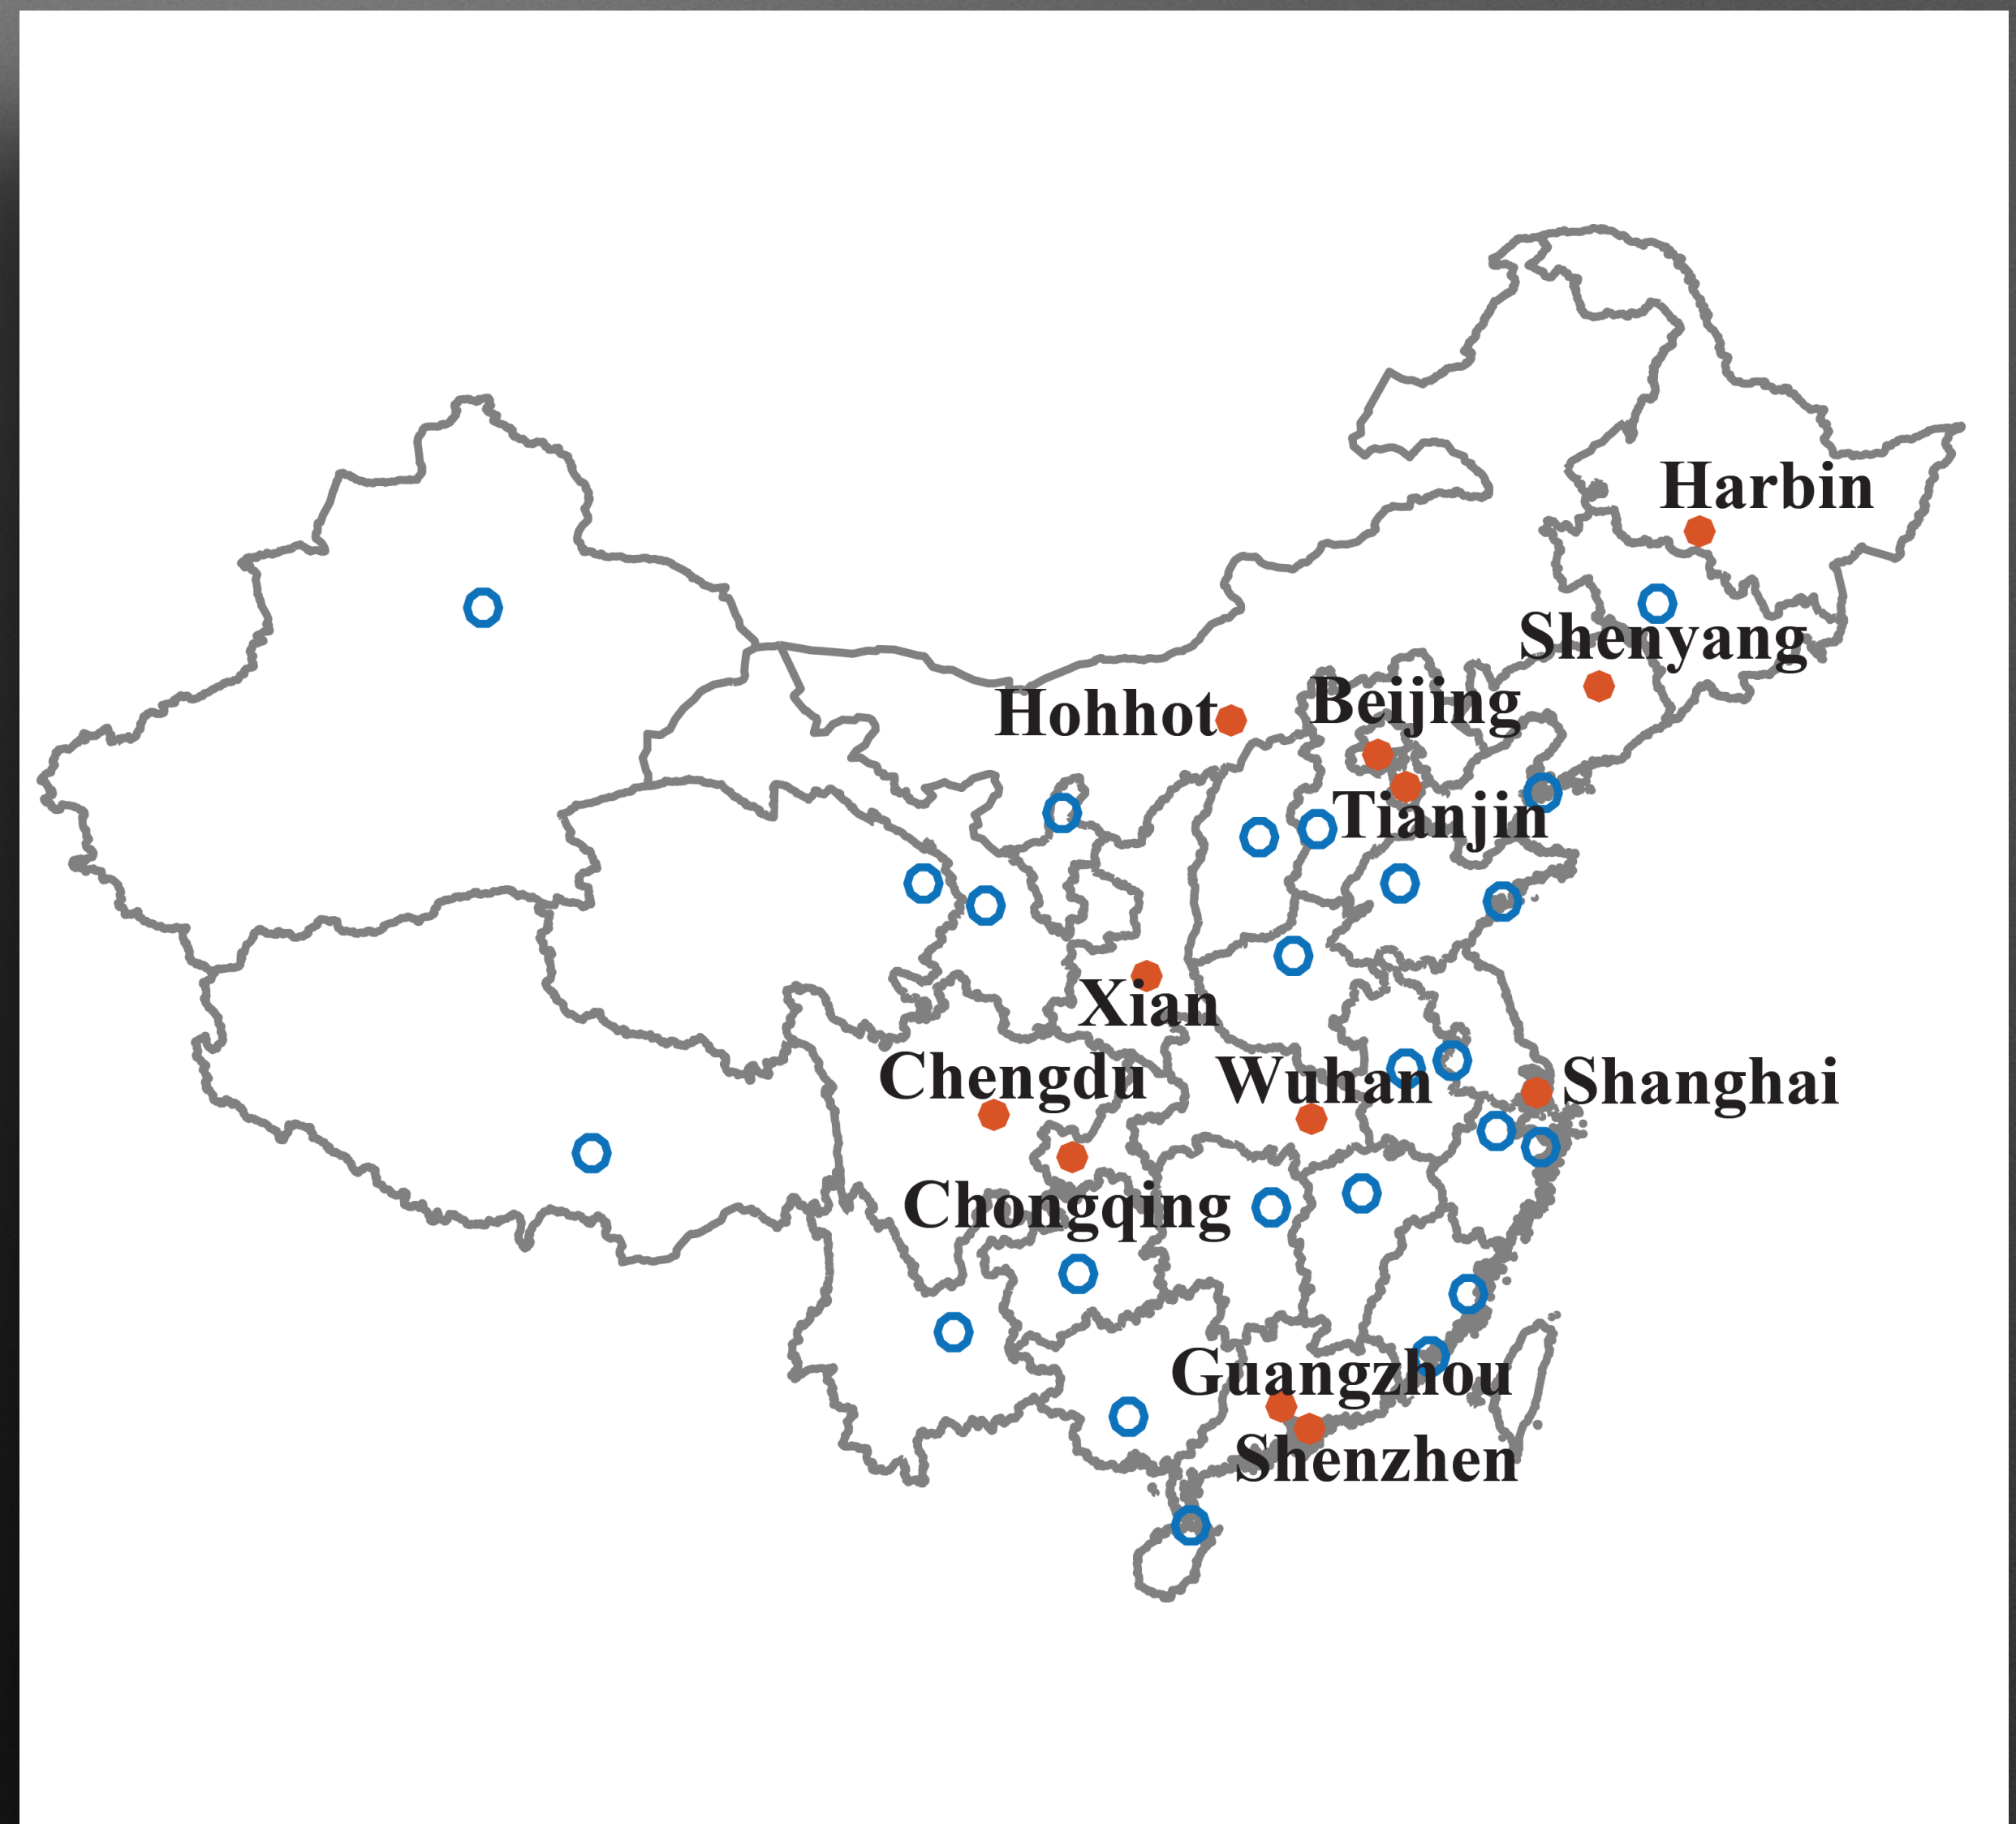 Harbin
Shenyang
Hohhot
Beijing
Tianjin
Xian
Chengdu
Wuhan
Shanghai
Chongqing
Guangzhou
Shenzhen